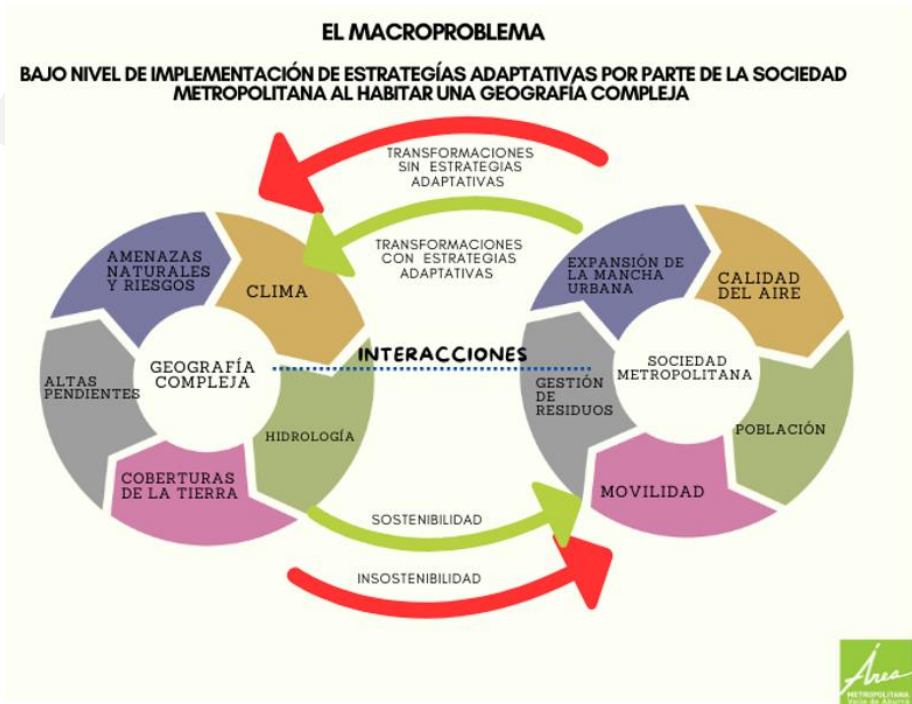 EL MACROPROBLEMA
BAJO NIVEL DE IMPLEMENTACIÓN DE ESTRATEGÍAS ADAPTATIVAS POR PARTE DE LA SOCIEDAD
METROPOLITANA AL HABITAR UNA GEOGRAFÍA COMPLEJA
TRANSFORMACIONES
SIN ESTRATEGIAS
ADAPTATIVAS
TRANSFORMACIONES
CON ESTRATEGIAS
ADAPTATIVAS
AMENAZAS
NATURALES
Y RIESGOS
CLIMA
ALTAS
PENDIENTES
GEOGRAFÍA
COMPLEJA
HIDROLOGÍA
COBERTURAS
DE LA TIERRA
INTERACCIONES
EXPANSIÓN DE
LA MANCHA
URBANA
CALIDAD
DEL AIRE
GESTIÓN
DE
RESIDUOS
SOCIEDAD
METROPOLITANA
POBLACIÓN
MOVILIDAD
SOSTENIBILIDAD
INSOSTENIBILIDAD
Área
METROPOLITANA
Valle de Aburrá